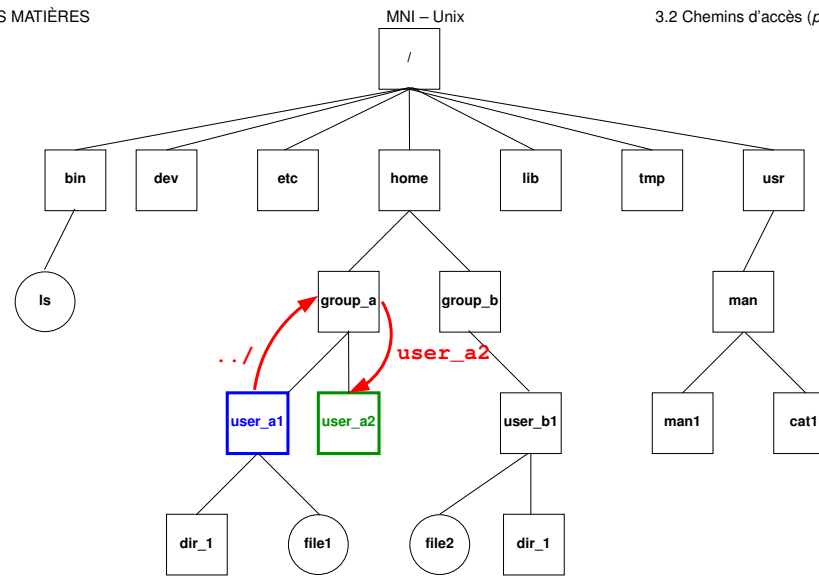 S MATIÈRES MNI – Unix 3.2 Chemins d'accès (p
/
bin dev etc home lib tmp usr
ls group_a group_b man
../ user_a2
user_a1 user_a2 user_b1 man1 cat1
dir_1 file1 file2 dir_1